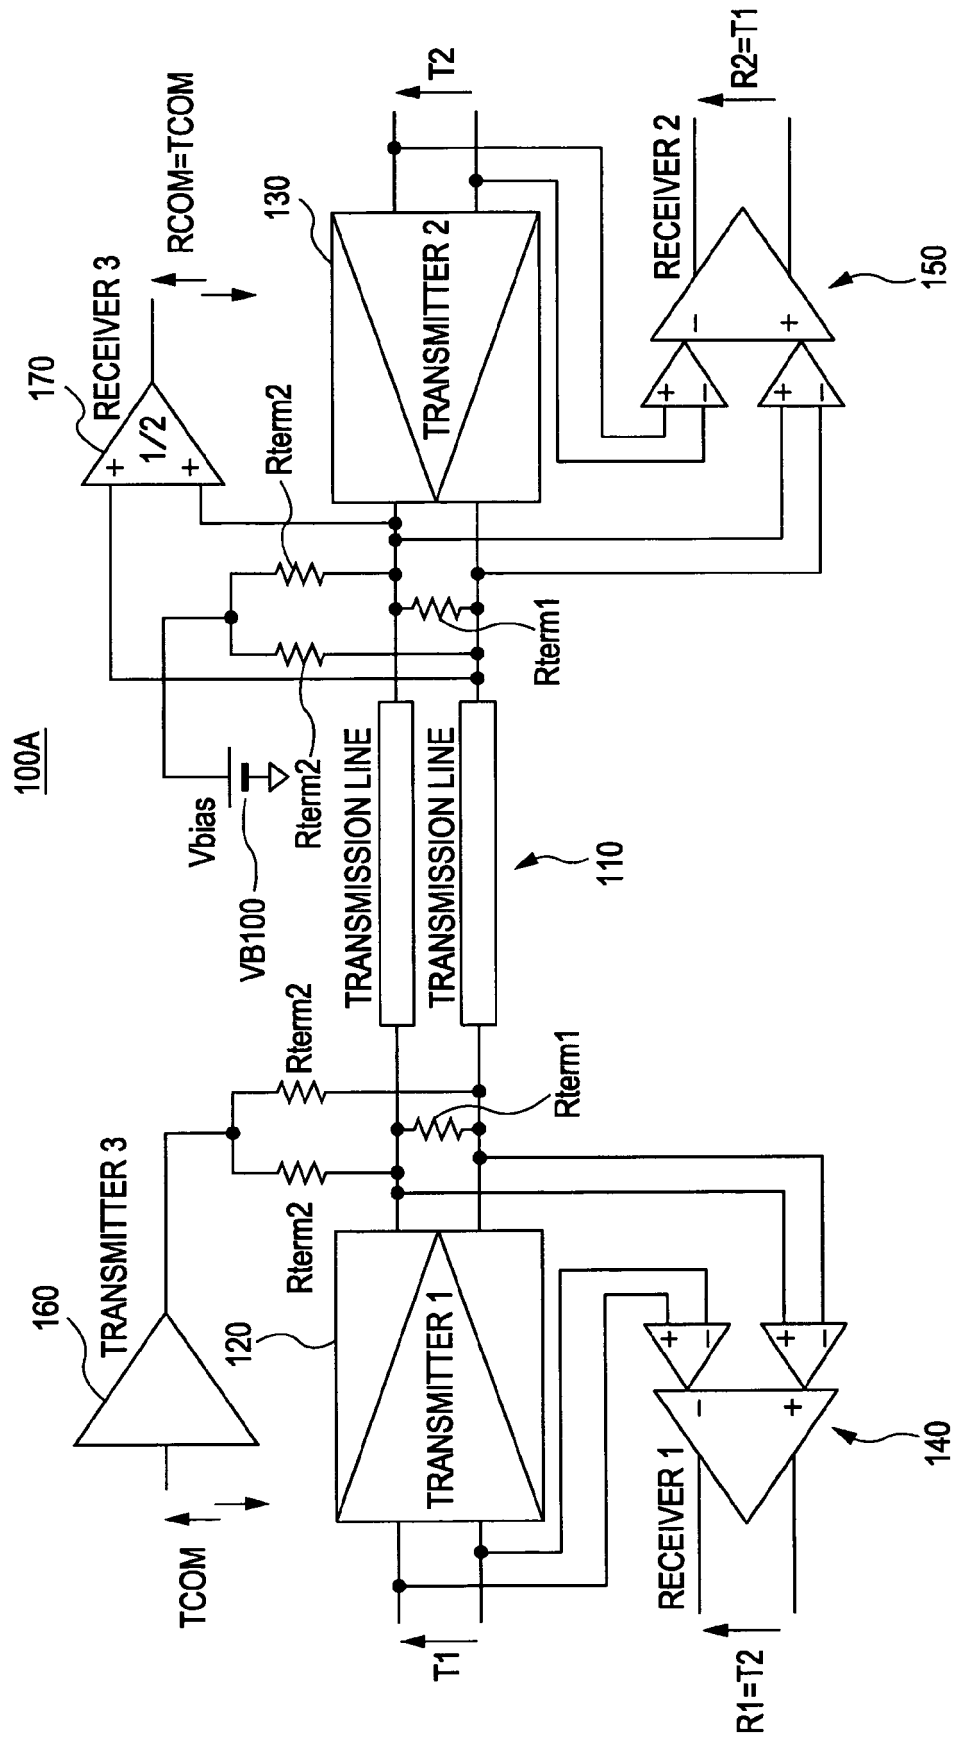 100A
TCOM
160
TRANSMITTER 3
Rterm2
Rterm2
VB100
Vbias
Rterm2
Rterm2
170
RECEIVER 3
RCOM=TCOM
+
1/2
+
T1
120
TRANSMITTER 1
Rterm1
TRANSMISSION LINE
TRANSMISSION LINE
110
Rterm1
130
TRANSMITTER 2
T2
R1=T2
RECEIVER 1
140
−
+
+
−
+
−
+
−
+
−
−
+
RECEIVER 2
150
R2=T1